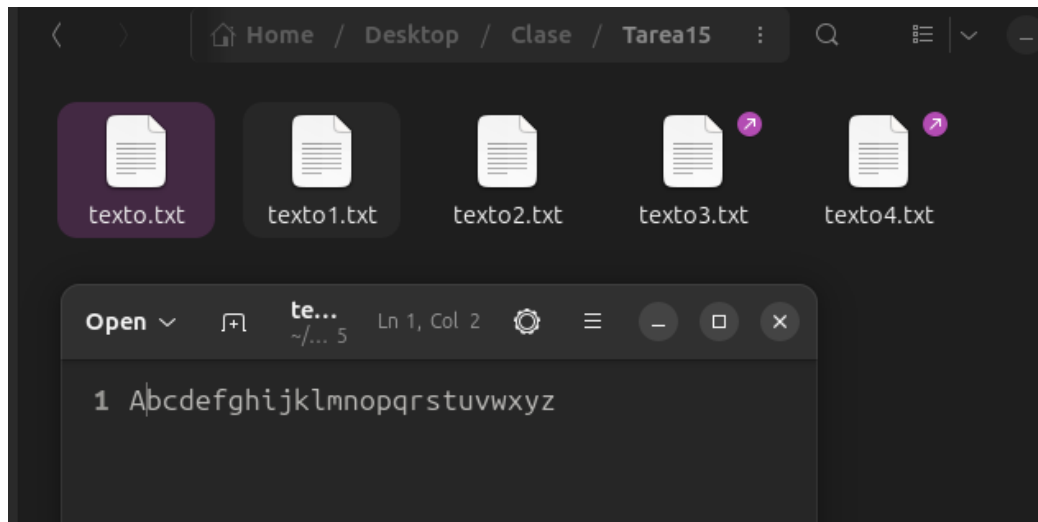 Home / Desktop / Clase / Tarea15
texto.txt texto1.txt texto2.txt texto3.txt texto4.txt
Open te... Ln 1, Col 2
~/... 5
1 Abcdefghijklmnopqrstuvwxyz